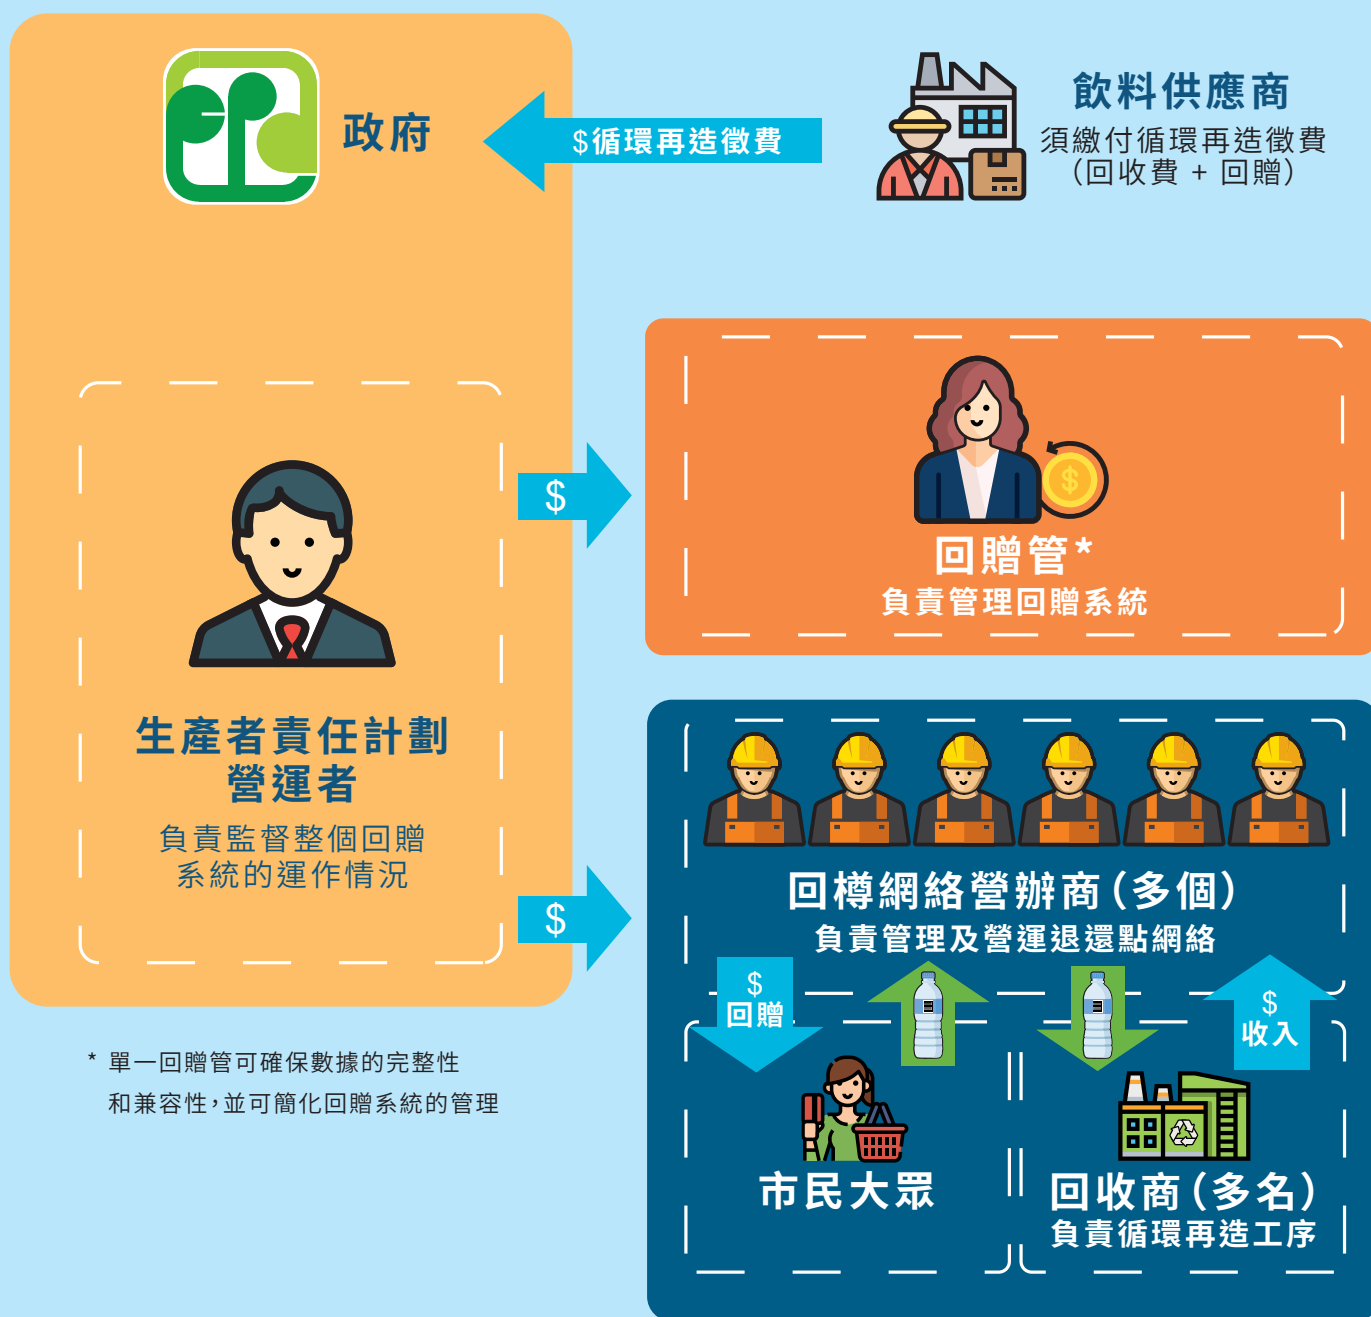 政府
$循環再造徵費
飲料供應商
須繳付循環再造徵費
（回收費 + 回贈）
$
回贈管*
負責管理回贈系統
生產者責任計劃
營運者
負責監督整個回贈
系統的運作情況
$
回樽網絡營辦商（多個）
負責管理及營運退還點網絡
$
回贈
$
收入
市民大眾
回收商（多名）
負責循環再造工序
* 單一回贈管可確保數據的完整性
和兼容性，並可簡化回贈系統的管理